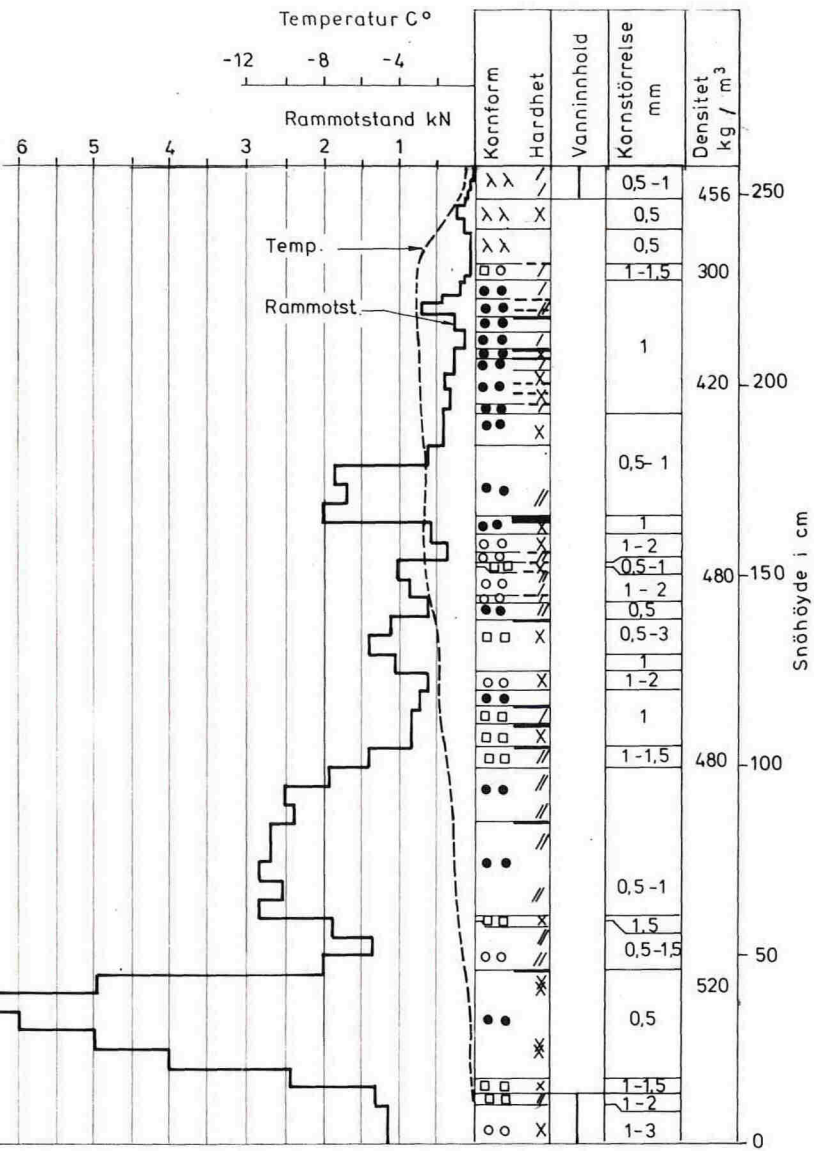 Temperatur C°
-12 -8 -4
Rammotstand kN
6 5 4 3 2 1
Kornform
Hardhet
Vanninnhold
Kornstörrelse mm
Densitet kg / m³
Temp.
Rammotst.
0,5-1
0,5
0,5
1-1,5
1
0,5-1
1
1-2
0,5-1
1-2
0,5
0,5-3
1
1-2
1
1-1,5
0,5-1
1,5
0,5-1,5
0,5
1-1,5
1-2
1-3
456
300
420
480
480
520
250
200
150
100
50
0
Snöhöyde i cm